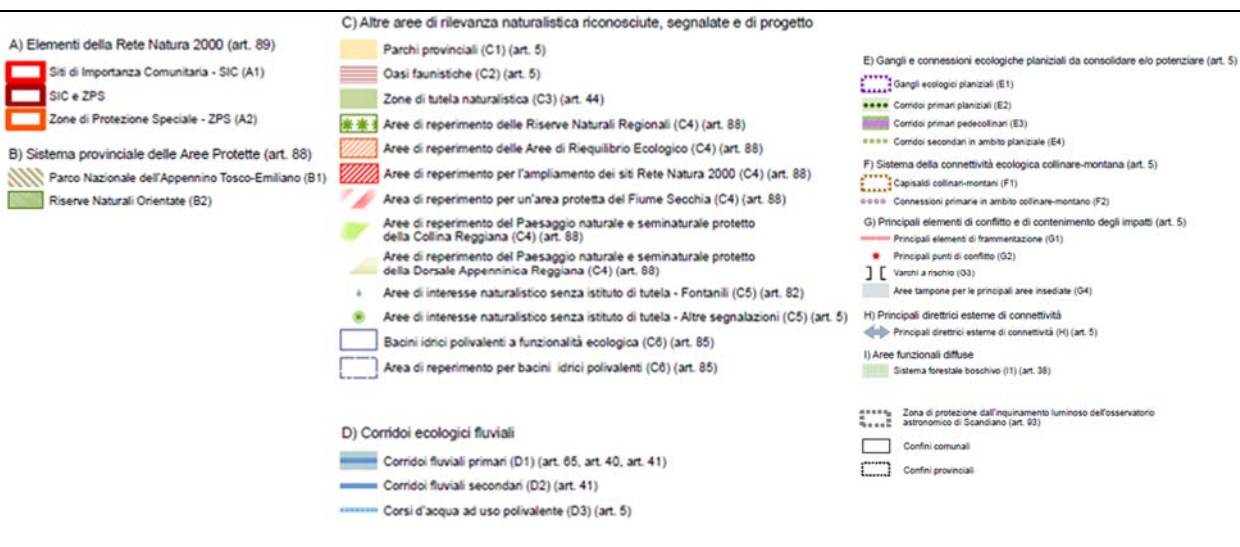 A) Elementi della Rete Natura 2000 (art. 89)
Siti di Importanza Comunitaria - SIC (A1)
SIC e ZPS
Zone di Protezione Speciale - ZPS (A2)
B) Sistema provinciale delle Aree Protette (art. 88)
Parco Nazionale dell'Appennino Tosco-Emiliano (B1)
Riserve Naturali Orientate (B2)
C) Altre aree di rilevanza naturalistica riconosciute, segnalate e di progetto
Parchi provinciali (C1) (art. 5)
Oasi faunistiche (C2) (art. 5)
Zone di tutela naturalistica (C3) (art. 44)
Aree di reperimento delle Riserve Naturali Regionali (C4) (art. 88)
Aree di reperimento delle Aree di Riequilibrio Ecologico (C4) (art. 88)
Aree di reperimento per l'ampliamento dei siti Rete Natura 2000 (C4) (art. 88)
Area di reperimento per un'area protetta del Fiume Secchia (C4) (art. 88)
Aree di reperimento del Paesaggio naturale e seminaturale protetto
della Collina Reggiana (C4) (art. 88)
Aree di reperimento del Paesaggio naturale e seminaturale protetto
della Dorsale Appenninica Reggiana (C4) (art. 88)
Aree di interesse naturalistico senza istituto di tutela - Fontanili (C5) (art. 82)
Aree di interesse naturalistico senza istituto di tutela - Altre segnalazioni (C5) (art. 5)
Bacini idrici polivalenti a funzionalità ecologica (C6) (art. 85)
Area di reperimento per bacini idrici polivalenti (C6) (art. 85)
D) Corridoi ecologici fluviali
Corridoi fluviali primari (D1) (art. 65, art. 40, art. 41)
Corridoi fluviali secondari (D2) (art. 41)
Corsi d'acqua ad uso polivalente (D3) (art. 5)
E) Gangli e connessioni ecologiche planiziali da consolidare e/o potenziare (art. 5)
Gangli ecologici planiziali (E1)
Corridoi primari planiziali (E2)
Corridoi primari pedecollinari (E3)
Corridoi secondari in ambito planiziale (E4)
F) Sistema della connettività ecologica collinare-montana (art. 5)
Capisaldi collinari-montani (F1)
Connessioni primarie in ambito collinare-montano (F2)
G) Principali elementi di conflitto e di contenimento degli impatti (art. 5)
Principali elementi di frammentazione (G1)
Principali punti di conflitto (G2)
Varchi a rischio (G3)
Aree tampone per le principali aree insediate (G4)
H) Principali direttrici esterne di connettività
Principali direttrici esterne di connettività (H) (art. 5)
I) Aree funzionali diffuse
Sistema forestale boschivo (I1) (art. 38)
Zona di protezione dall'inquinamento luminoso dell'osservatorio
astronomico di Scandiano (art. 93)
Confini comunali
Confini provinciali